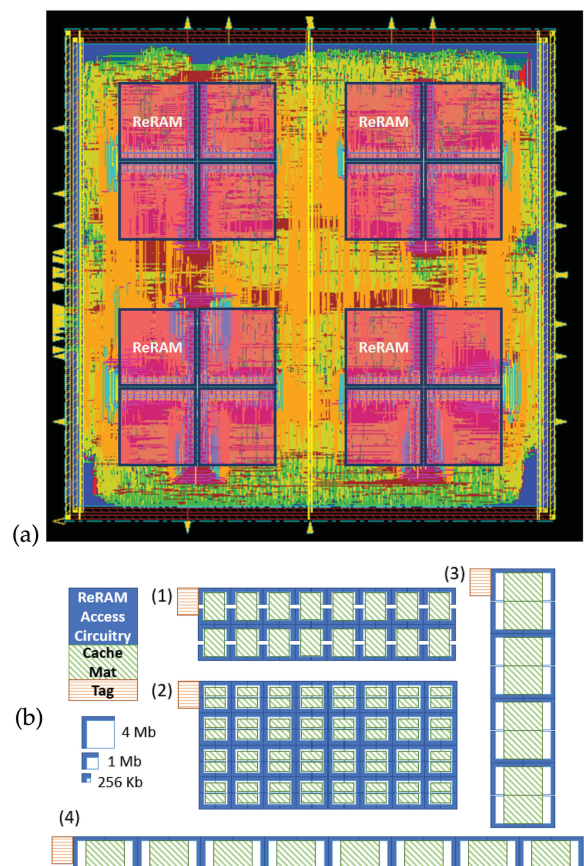 ReRAM
ReRAM
ReRAM
ReRAM
(a)
ReRAM
Access
Circuitry
Cache
Mat
Tag
4 Mb
1 Mb
256 Kb
(b)
(1)
(2)
(3)
(4)